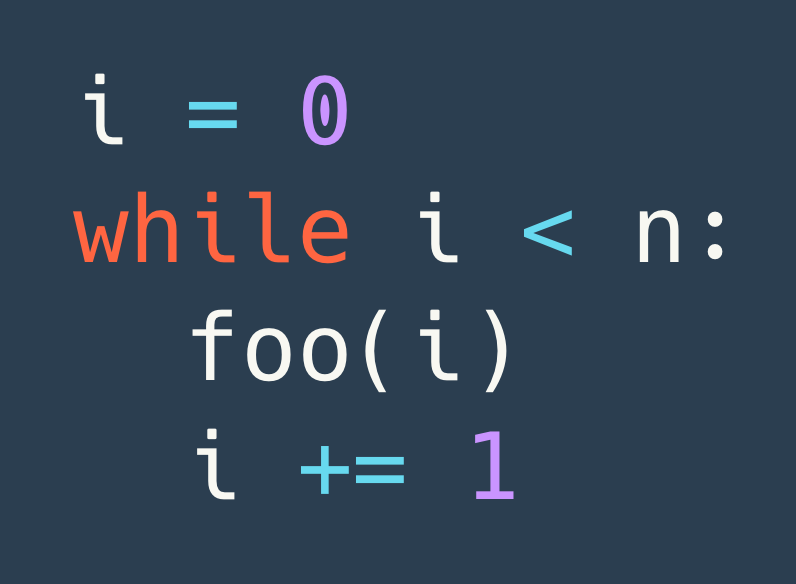 i = 0
while i < n:
  foo(i)
  i += 1